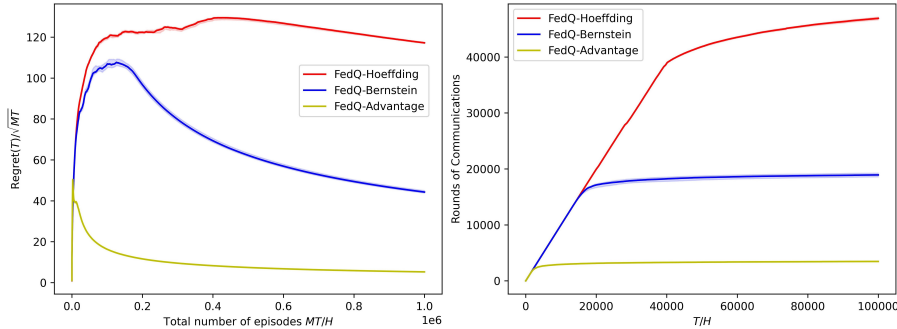 120
100
80
60
40
20
0
Regret(T)/√MT
FedQ-Hoeffding
FedQ-Bernstein
FedQ-Advantage
0.0
0.2
0.4
0.6
0.8
1.0
1e6
Total number of episodes MT/H
40000
30000
20000
10000
0
Rounds of Communications
FedQ-Hoeffding
FedQ-Bernstein
FedQ-Advantage
0
20000
40000
60000
80000
100000
T/H